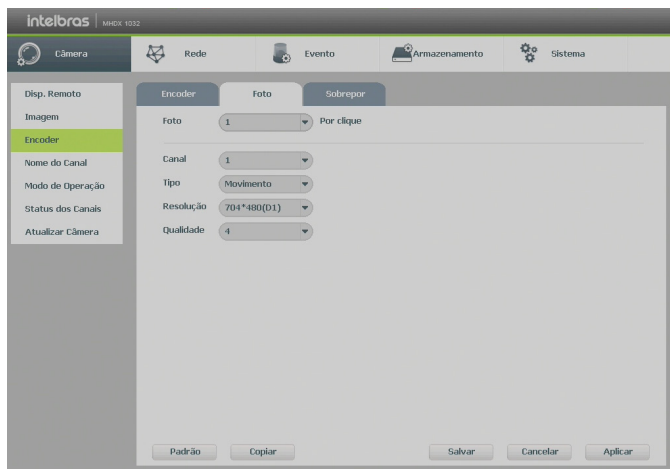 intelbras MHDX 1032
Câmera Rede Evento Armazenamento Sistema
Disp. Remoto
Imagem
Encoder
Nome do Canal
Modo de Operação
Status dos Canais
Atualizar Câmera
Encoder Foto Sobrepor
Foto 1 Por clique
Canal 1
Tipo Movimento
Resolução 704*480(D1)
Qualidade 4
Padrão Copiar Salvar Cancelar Aplicar